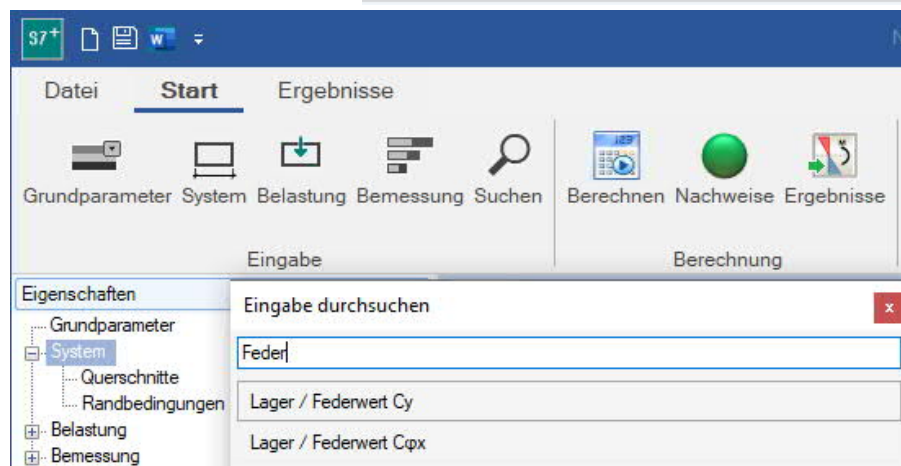 S7+
Datei Start Ergebnisse
Grundparameter System Belastung Bemessung Suchen Berechnen Nachweise Ergebnisse
Eingabe Berechnung
Eigenschaften
Grundparameter
System
Querschnitte
Randbedingungen
Belastung
Bemessung
Eingabe durchsuchen
Feder
Lager / Federwert Cy
Lager / Federwert Cφx